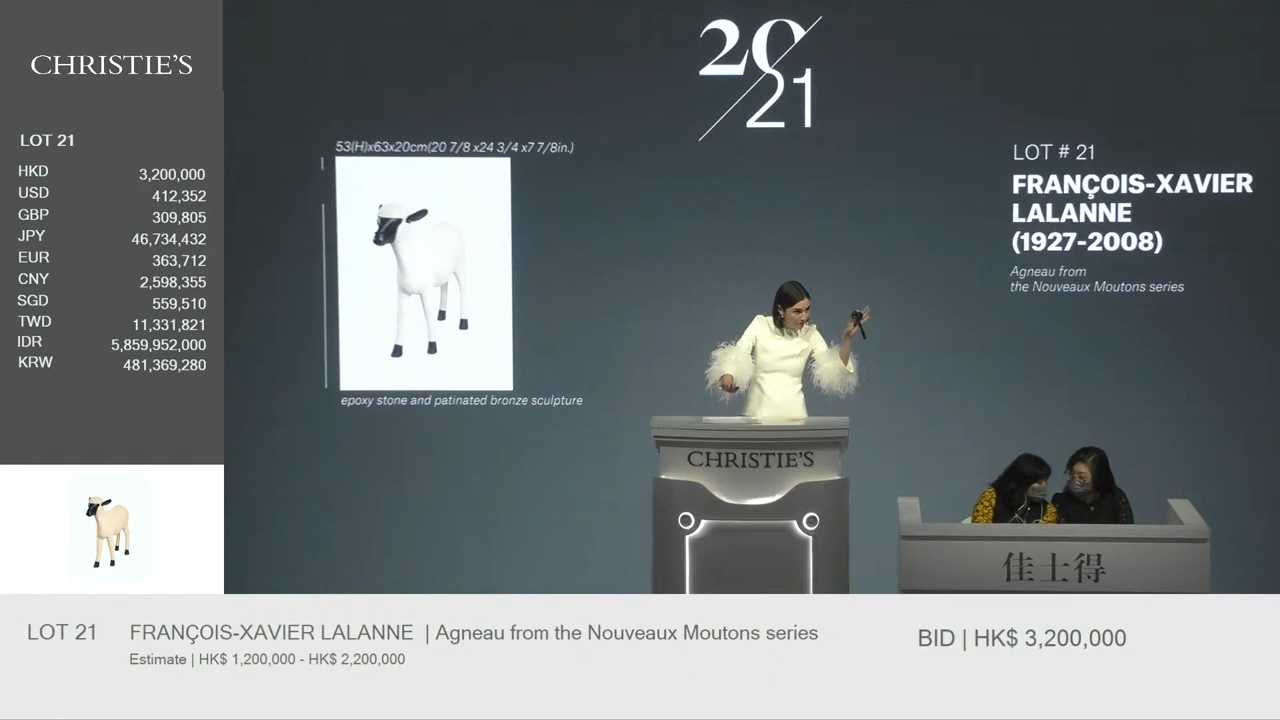 CHRISTIE'S
LOT 21
HKD 3,200,000
USD 412,352
GBP 309,805
JPY 46,734,432
EUR 363,712
CNY 2,598,355
SGD 559,510
TWD 11,331,821
IDR 5,859,952,000
KRW 481,369,280
20
21
53(H)x63x20cm(20 7/8 x24 3/4 x7 7/8in.)
epoxy stone and patinated bronze sculpture
LOT # 21
FRANÇOIS-XAVIER
LALANNE
(1927-2008)
Agneau from
the Nouveaux Moutons series
CHRISTIE'S
佳士得
LOT 21 FRANÇOIS-XAVIER LALANNE | Agneau from the Nouveaux Moutons series
Estimate | HK$ 1,200,000 - HK$ 2,200,000
BID | HK$ 3,200,000